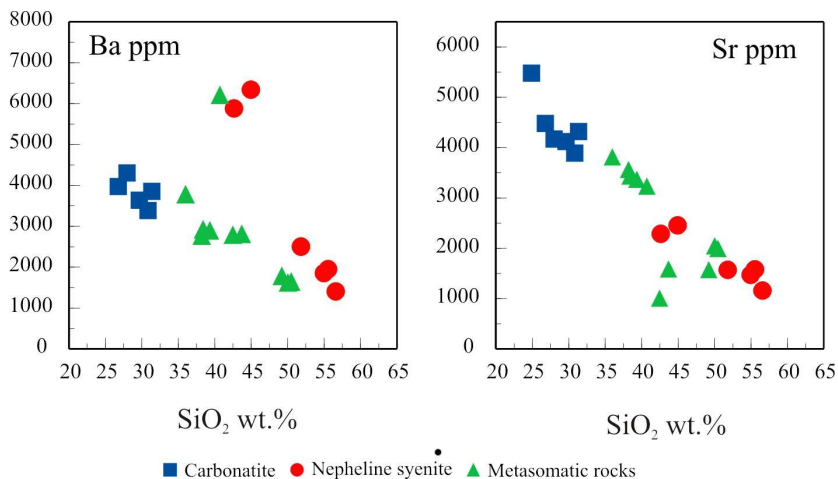 Ba ppm
8000
7000
6000
5000
4000
3000
2000
1000
0
20 25 30 35 40 45 50 55 60 65
SiO₂ wt.%
Sr ppm
6000
5000
4000
3000
2000
1000
0
20 25 30 35 40 45 50 55 60 65
SiO₂ wt.%
Carbonatite Nepheline syenite Metasomatic rocks